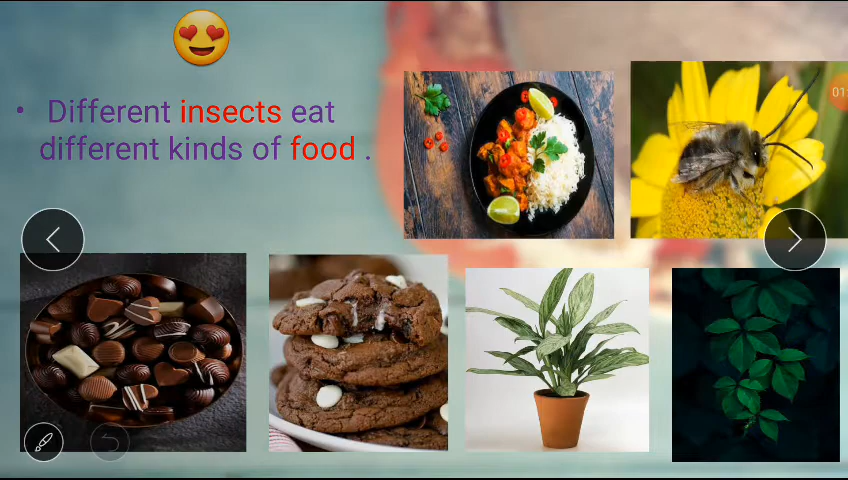 • Different insects eat
different kinds of food .